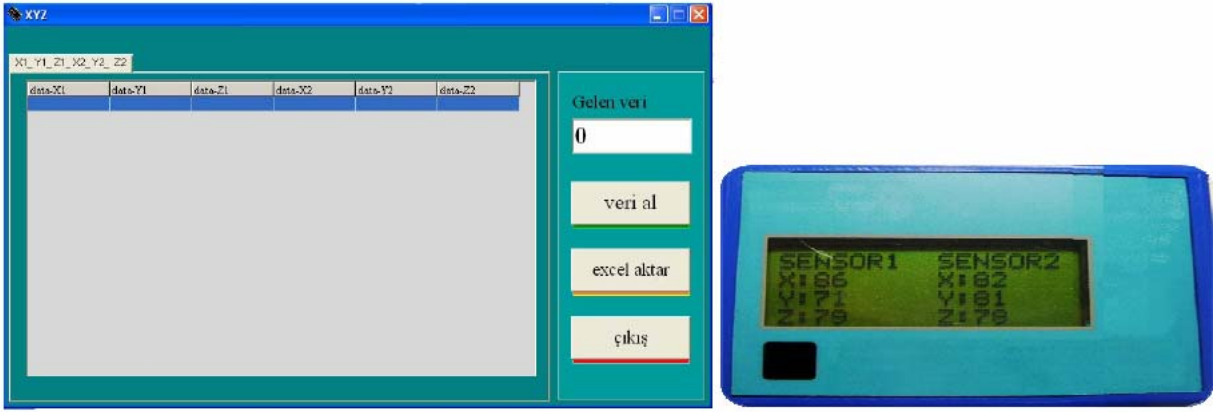 XYZ
X1_Y1_Z1_X2_Y2_Z2
data-X1 data-Y1 data-Z1 data-X2 data-Y2 data-Z2
Gelen veri
0
veri al
excel aktar
çıkış
SENSOR1 SENSOR2
X:86 X:82
Y:71 Y:81
Z:79 Z:79